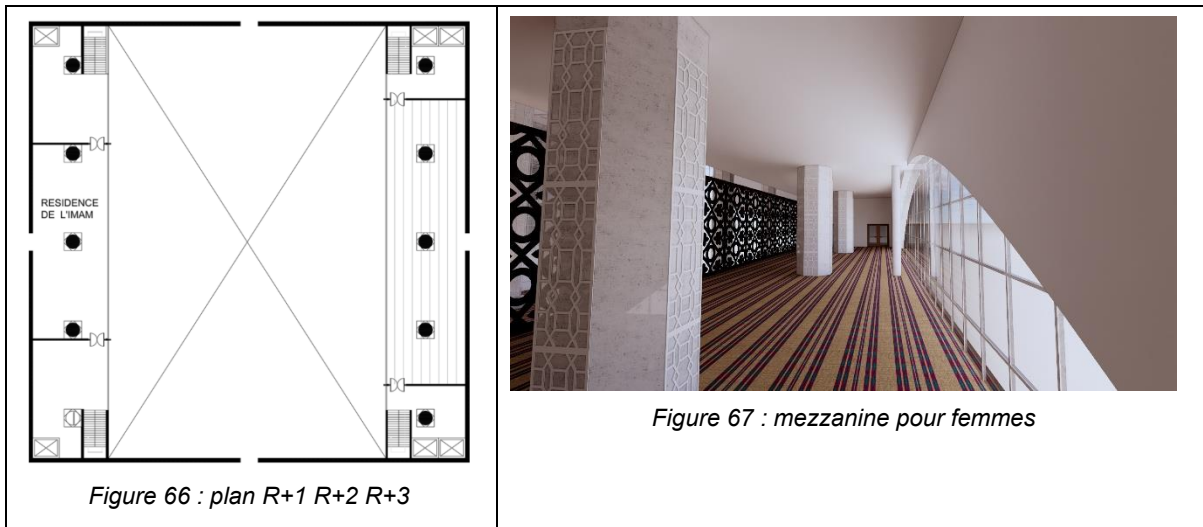 RESIDENCE
DE L'IMAM
Figure 66 : plan R+1 R+2 R+3
Figure 67 : mezzanine pour femmes